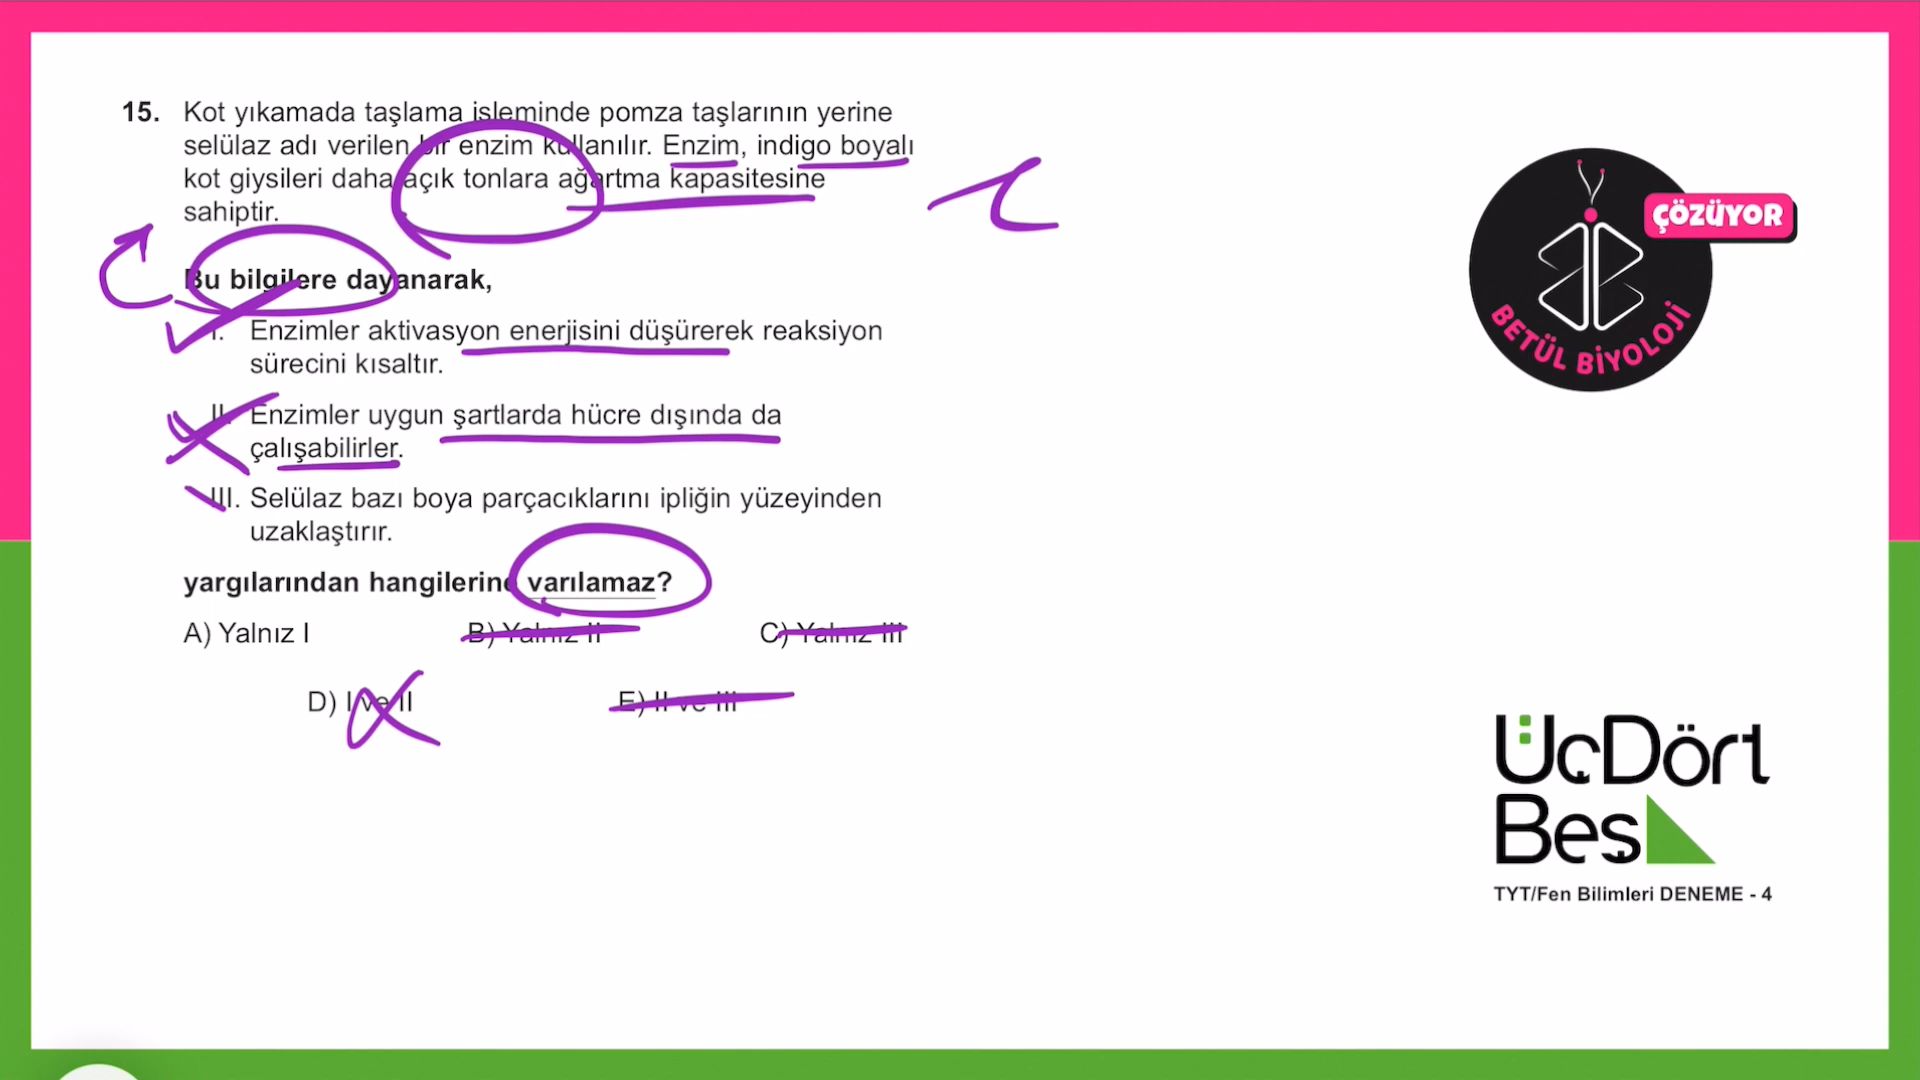 15. Kot yıkamada taşlama işleminde pomza taşlarının yerine
selülaz adı verilen bir enzim kullanılır. Enzim, indigo boyalı
kot giysileri daha açık tonlara ağartma kapasitesine
sahiptir.
Bu bilgilere dayanarak,
I. Enzimler aktivasyon enerjisini düşürerek reaksiyon
sürecini kısaltır.
II. Enzimler uygun şartlarda hücre dışında da
çalışabilirler.
III. Selülaz bazı boya parçacıklarını ipliğin yüzeyinden
uzaklaştırır.
yargılarından hangilerine varılamaz?
A) Yalnız I
B) Yalnız II
C) Yalnız III
D) I ve II
E) II ve III
ÇÖZÜYOR
BETÜL BİYOLOJİ
ÜçDört
Beş
TYT/Fen Bilimleri DENEME - 4